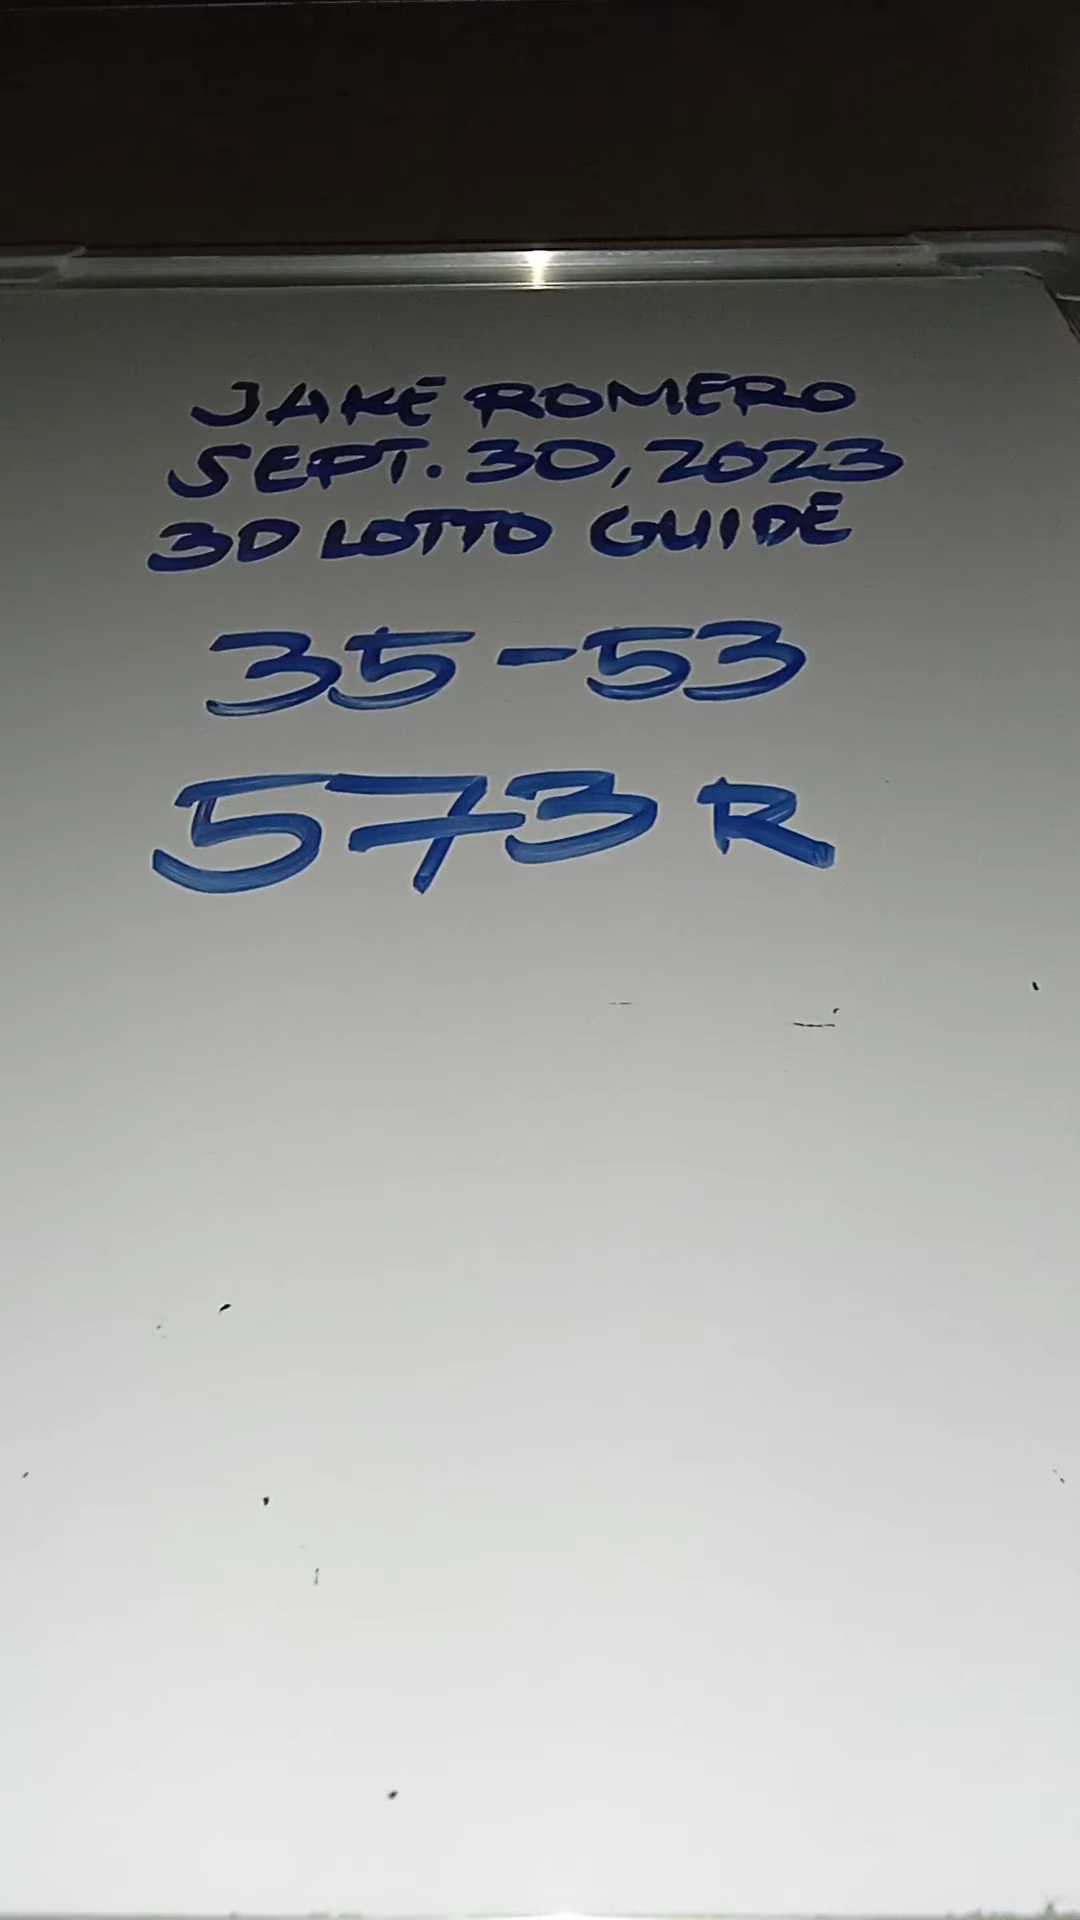 JAKE ROMERO
SEPT. 30, 2023
3D LOTTO GUIDE
35-53
573 R